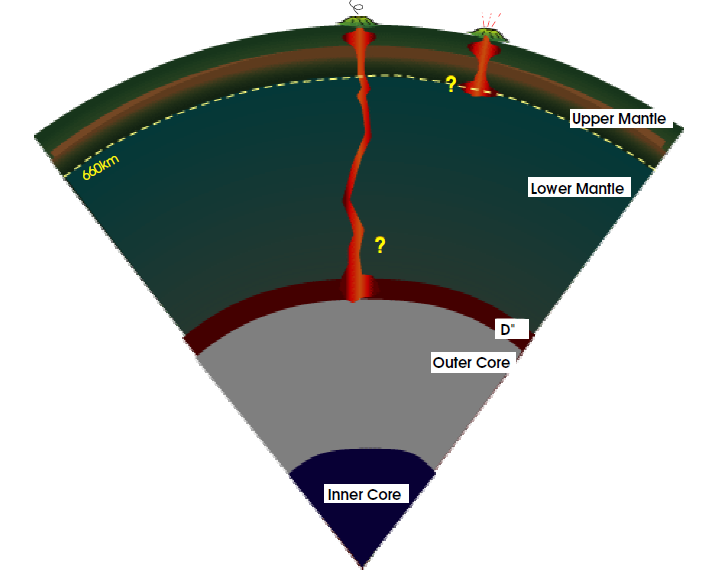 ?
Upper Mantle
660km
Lower Mantle
?
D"
Outer Core
Inner Core